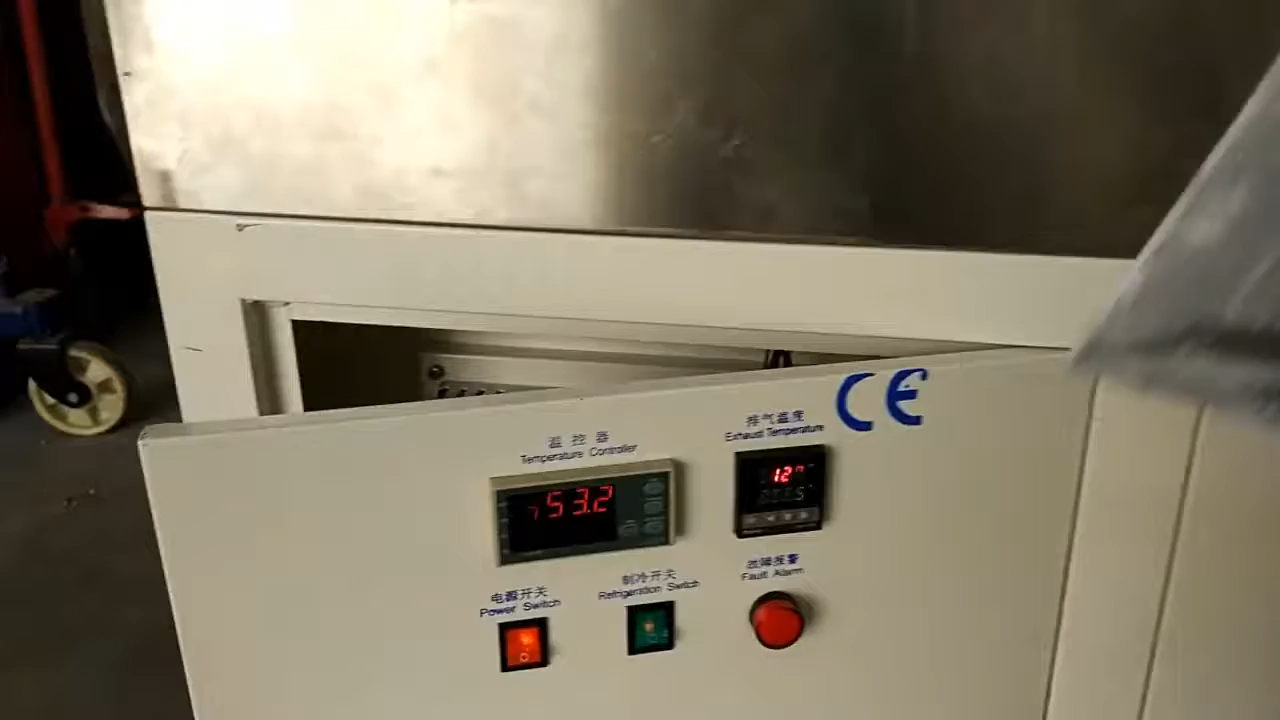 温控器
Temperature Controller
排气温度
Exhaust Temperature
CE
53.2
电源开关
Power Switch
制冷开关
Refrigeration Switch
故障报警
Fault Alarm